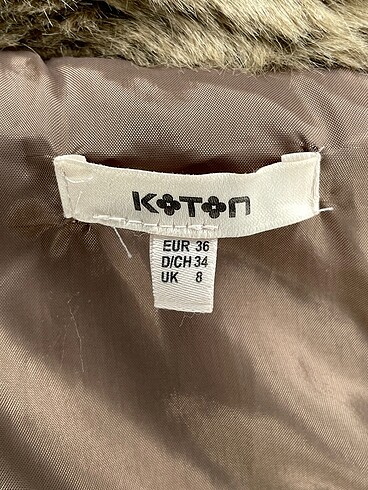 KOTON
EUR 36
D/CH 34
UK 8